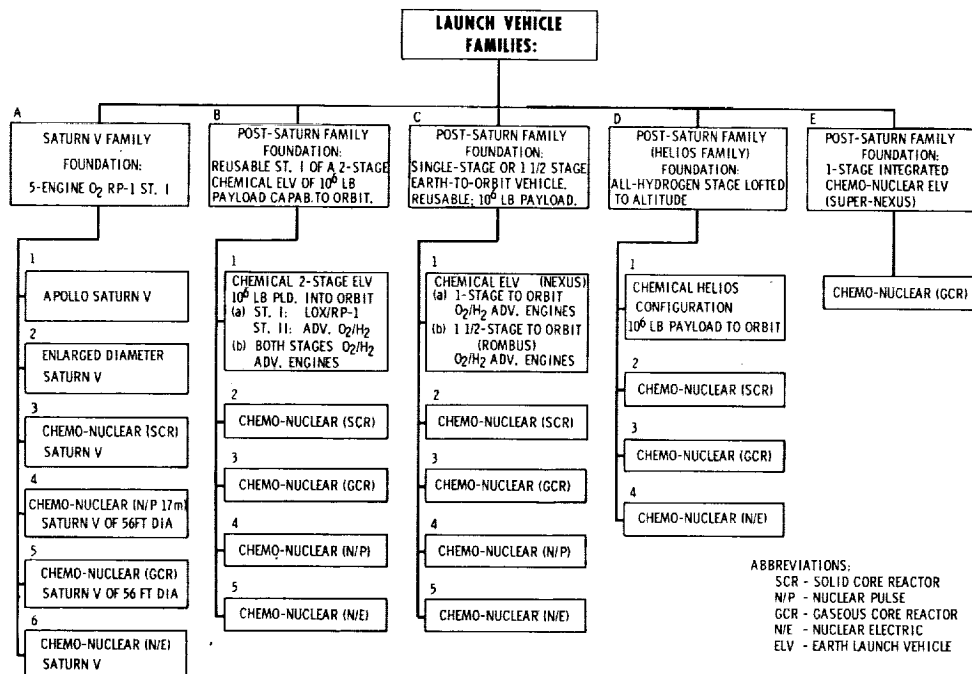 LAUNCH VEHICLE
FAMILIES:
A
SATURN V FAMILY
FOUNDATION:
5-ENGINE O₂ RP-1 ST. I
1
APOLLO SATURN V
2
ENLARGED DIAMETER
SATURN V
3
CHEMO-NUCLEAR (SCR)
SATURN V
4
CHEMO-NUCLEAR (N/P 17m)
SATURN V OF 56FT DIA
5
CHEMO-NUCLEAR (GCR)
SATURN V OF 56 FT DIA
6
CHEMO-NUCLEAR (N/E)
SATURN V
B
POST-SATURN FAMILY
FOUNDATION:
REUSABLE ST. I OF A 2-STAGE
CHEMICAL ELV OF 10⁶ LB
PAYLOAD CAPAB. TO ORBIT.
1
CHEMICAL 2-STAGE ELV
10⁶ LB PLD. INTO ORBIT
(a) ST. I: LOX/RP-1
ST. II: ADV. O₂/H₂
(b) BOTH STAGES O₂/H₂
ADV. ENGINES
2
CHEMO-NUCLEAR (SCR)
3
CHEMO-NUCLEAR (GCR)
4
CHEMO-NUCLEAR (N/P)
5
CHEMO-NUCLEAR (N/E)
C
POST-SATURN FAMILY
FOUNDATION:
SINGLE-STAGE OR 1 1/2 STAGE
EARTH-TO-ORBIT VEHICLE.
REUSABLE; 10⁶ LB PAYLOAD.
1
CHEMICAL ELV (NEXUS)
(a) 1-STAGE TO ORBIT
O₂/H₂ ADV. ENGINES
(b) 1 1/2-STAGE TO ORBIT
(ROMBUS)
O₂/H₂ ADV. ENGINES
2
CHEMO-NUCLEAR (SCR)
3
CHEMO-NUCLEAR (GCR)
4
CHEMO-NUCLEAR (N/P)
5
CHEMO-NUCLEAR (N/E)
D
POST-SATURN FAMILY
(HELIOS FAMILY)
FOUNDATION:
ALL-HYDROGEN STAGE LOFTED
TO ALTITUDE
1
CHEMICAL HELIOS
CONFIGURATION
10⁶ LB PAYLOAD TO ORBIT
2
CHEMO-NUCLEAR (SCR)
3
CHEMO-NUCLEAR (GCR)
4
CHEMO-NUCLEAR (N/E)
E
POST-SATURN FAMILY
FOUNDATION:
1-STAGE INTEGRATED
CHEMO-NUCLEAR ELV
(SUPER-NEXUS)
CHEMO-NUCLEAR (GCR)
ABBREVIATIONS:
SCR - SOLID CORE REACTOR
N/P - NUCLEAR PULSE
GCR - GASEOUS CORE REACTOR
N/E - NUCLEAR ELECTRIC
ELV - EARTH LAUNCH VEHICLE